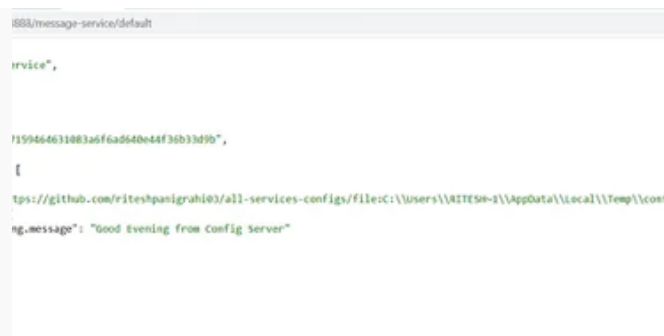 8888/message-service/default
ervice",
7159464631083a6f6ad640e44f36b33d9b",
[
tps://github.com/riteshpanigrahi03/all-services-configs/file:C:\\Users\\RITESH~1\\AppData\\Local\\Temp\\con
ng.message": "Good Evening from Config Server"